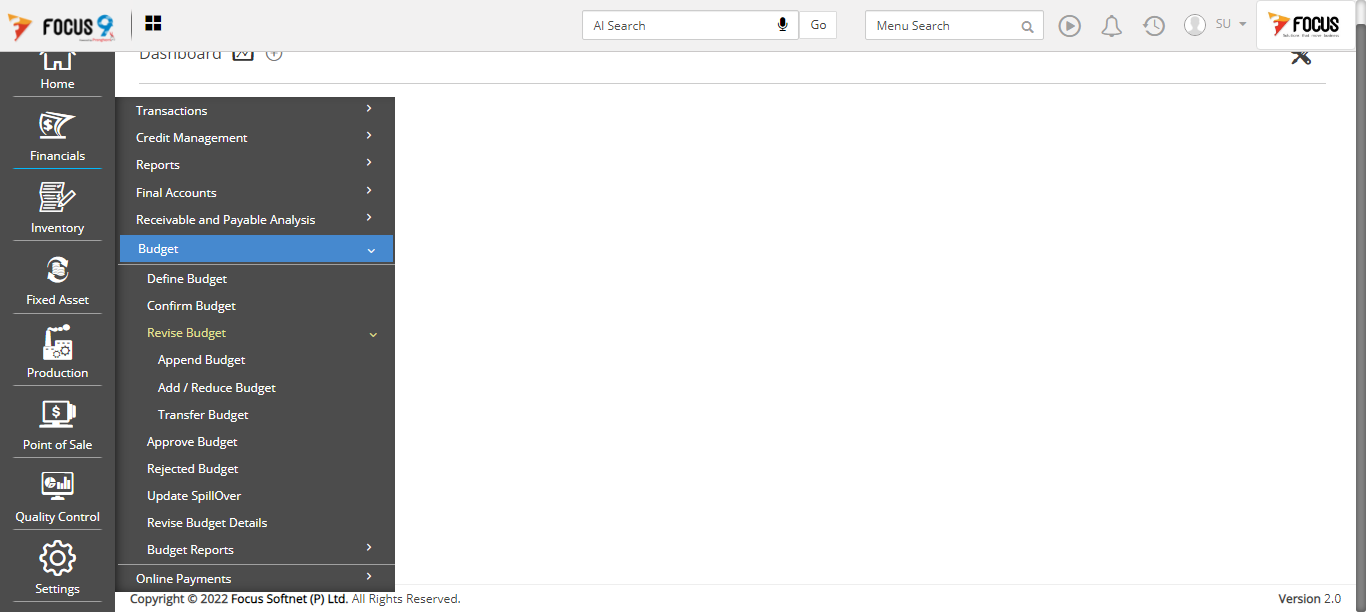 FOCUS 9
AI Search
Go
Menu Search
SU
FOCUS
Dashboard
Home
Financials
Inventory
Fixed Asset
Production
Point of Sale
Quality Control
Settings
Transactions
Credit Management
Reports
Final Accounts
Receivable and Payable Analysis
Budget
Define Budget
Confirm Budget
Revise Budget
Append Budget
Add / Reduce Budget
Transfer Budget
Approve Budget
Rejected Budget
Update SpillOver
Revise Budget Details
Budget Reports
Online Payments
Copyright © 2022 Focus Softnet (P) Ltd. All Rights Reserved.
Version 2.0